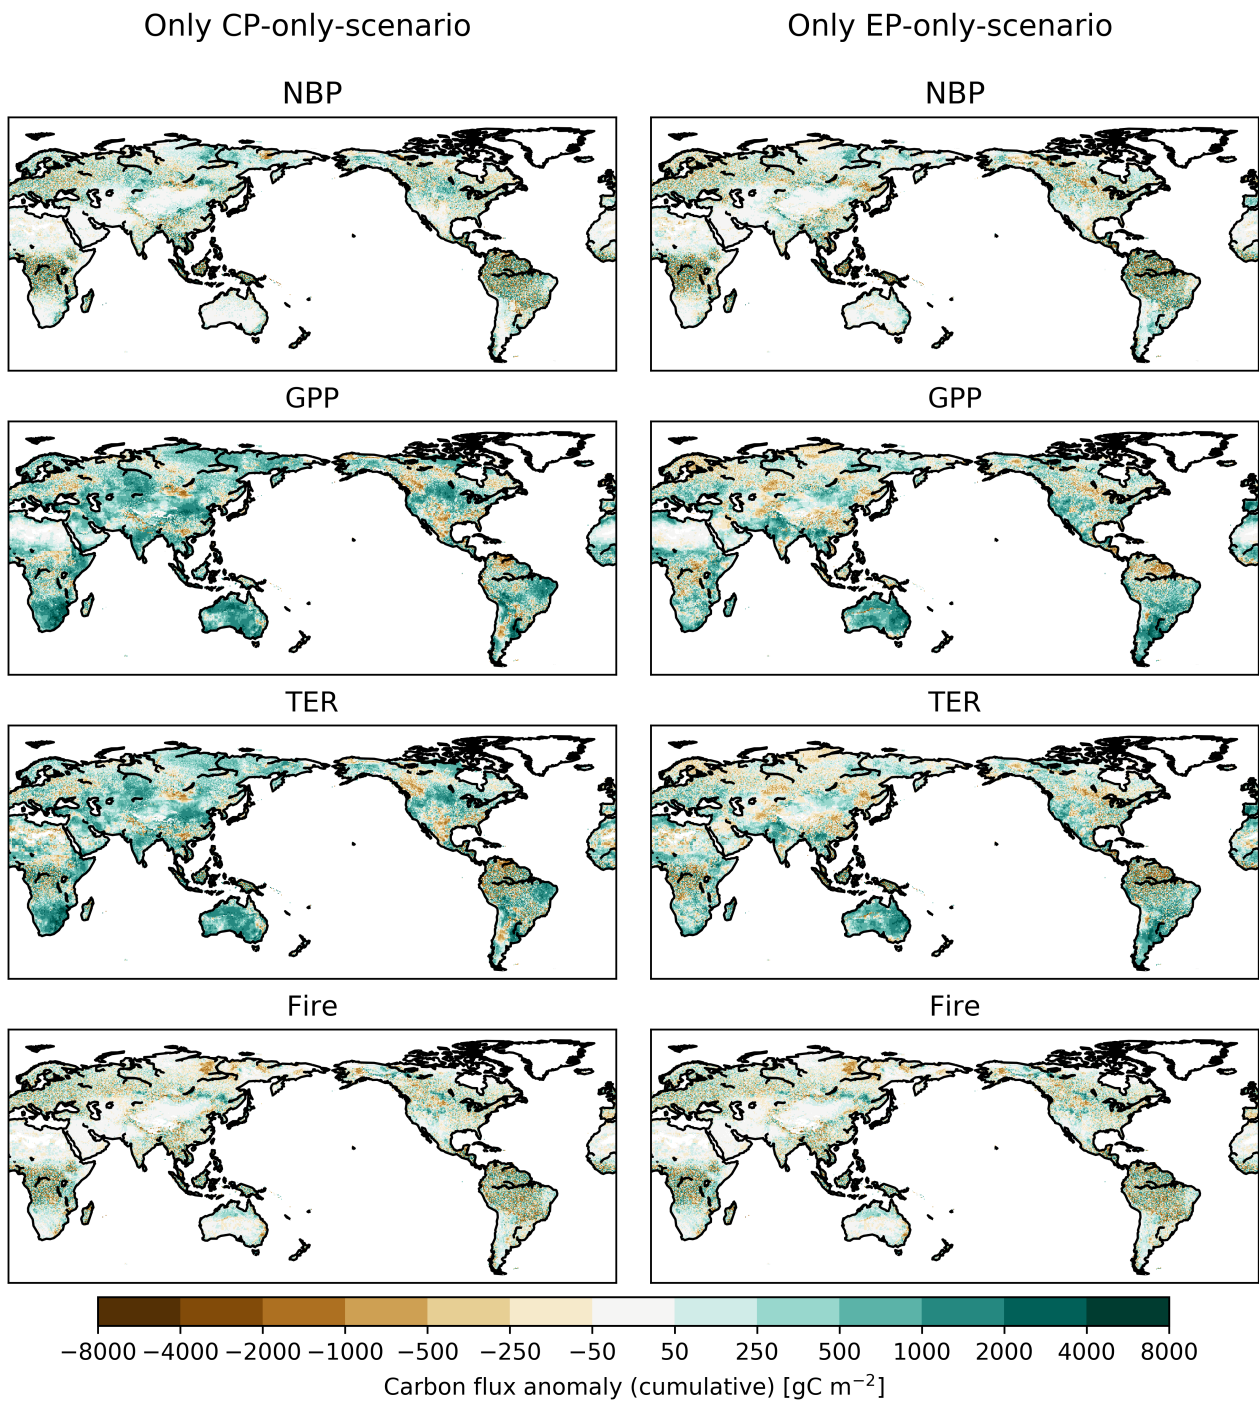 Only CP-only-scenario
Only EP-only-scenario
NBP
NBP
GPP
GPP
TER
TER
Fire
Fire
−8000 −4000 −2000 −1000 −500 −250 −50 50 250 500 1000 2000 4000 8000
Carbon flux anomaly (cumulative) [gC m⁻²]